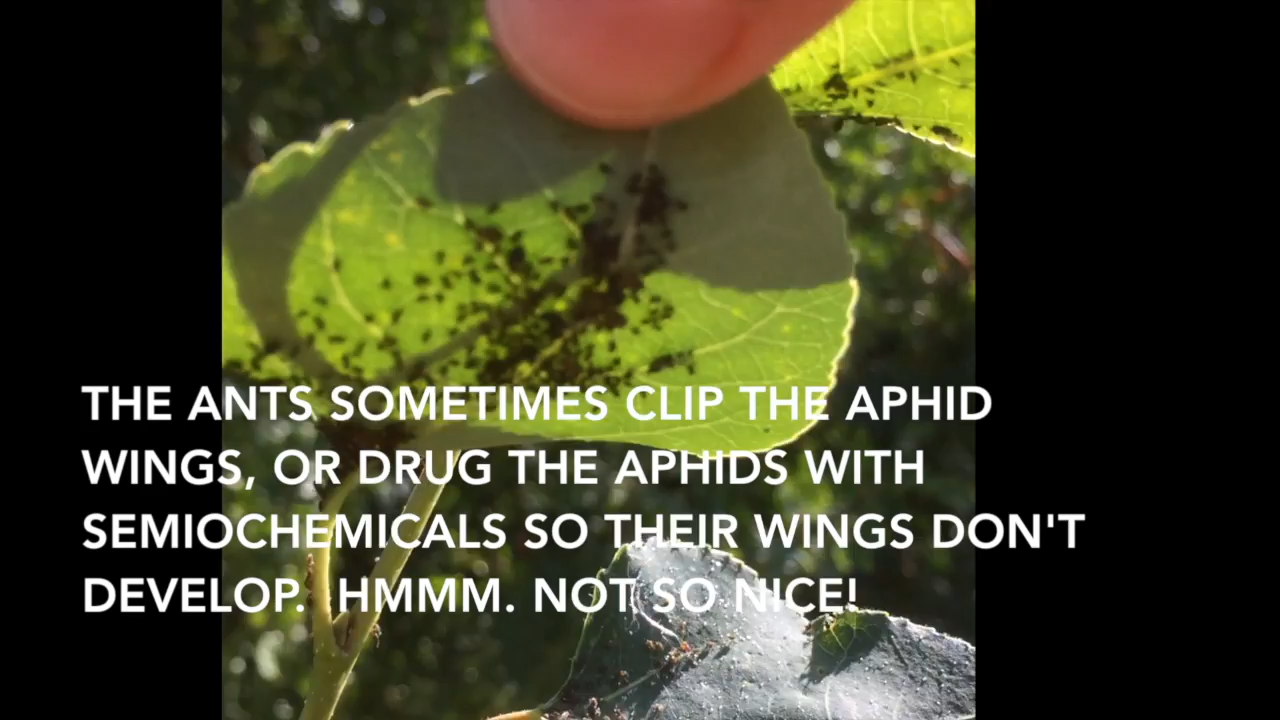 THE ANTS SOMETIMES CLIP THE APHID
WINGS, OR DRUG THE APHIDS WITH
SEMIOCHEMICALS SO THEIR WINGS DON'T
DEVELOP.  HMMM. NOT SO NICE!